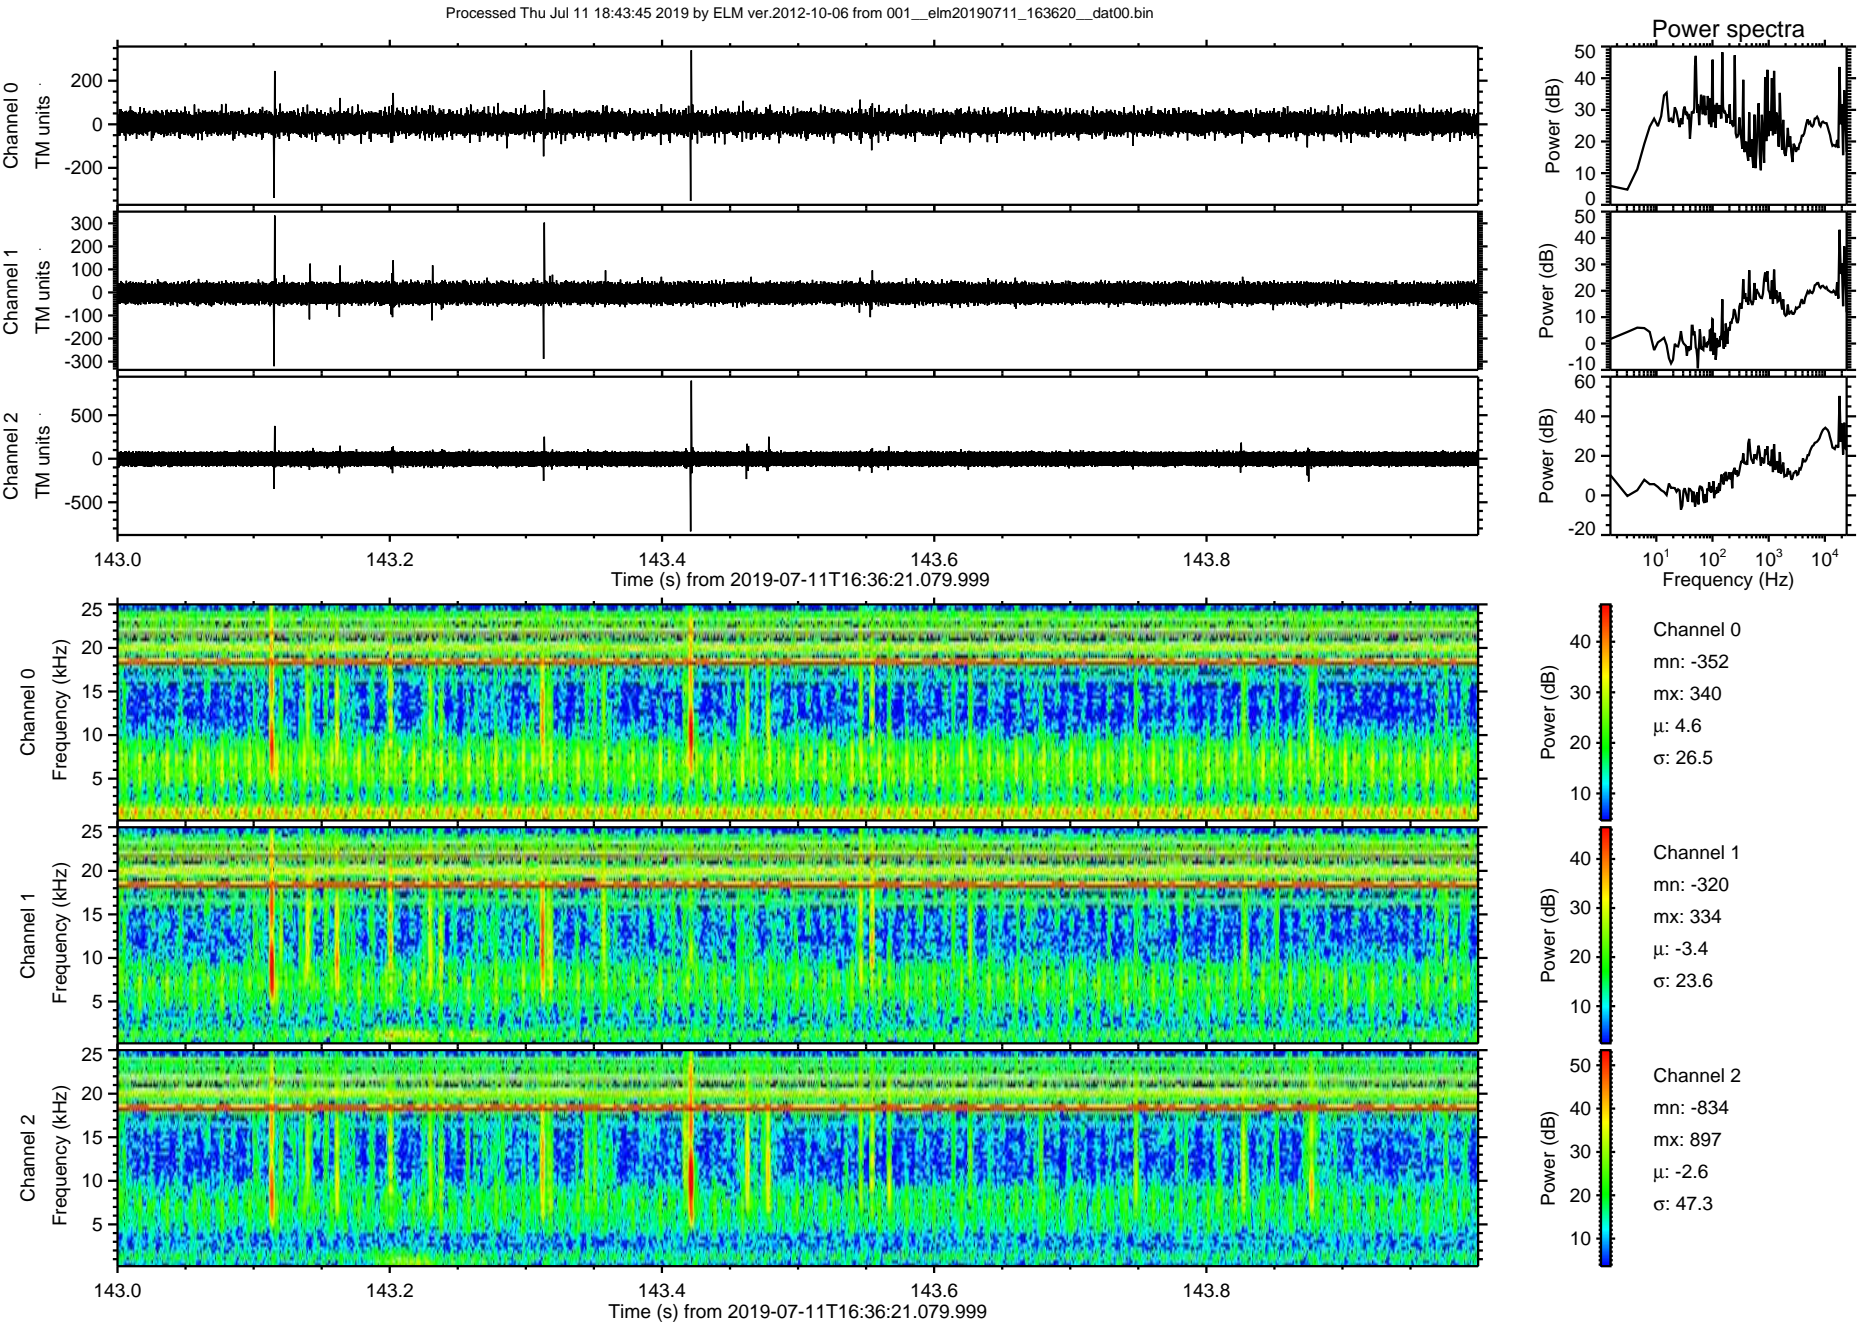 Processed Thu Jul 11 18:43:45 2019 by ELM ver.2012-10-06 from 001__elm20190711_163620__dat00.bin
Power spectra
Channel 0
TM units
200
0
-200
Power (dB)
50
40
30
20
10
0
Channel 1
TM units
300
200
100
0
-100
-200
-300
Power (dB)
50
40
30
20
10
0
-10
Channel 2
TM units
500
0
-500
Power (dB)
60
40
20
0
-20
143.0 143.2 143.4 143.6 143.8
Time (s) from 2019-07-11T16:36:21.079.999
10¹ 10² 10³ 10⁴
Frequency (Hz)
Channel 0
Frequency (kHz)
25
20
15
10
5
Power (dB)
40
30
20
10
Channel 0
mn: -352
mx: 340
μ: 4.6
σ: 26.5
Channel 1
Frequency (kHz)
25
20
15
10
5
Power (dB)
40
30
20
10
Channel 1
mn: -320
mx: 334
μ: -3.4
σ: 23.6
Channel 2
Frequency (kHz)
25
20
15
10
5
Power (dB)
50
40
30
20
10
Channel 2
mn: -834
mx: 897
μ: -2.6
σ: 47.3
143.0 143.2 143.4 143.6 143.8
Time (s) from 2019-07-11T16:36:21.079.999